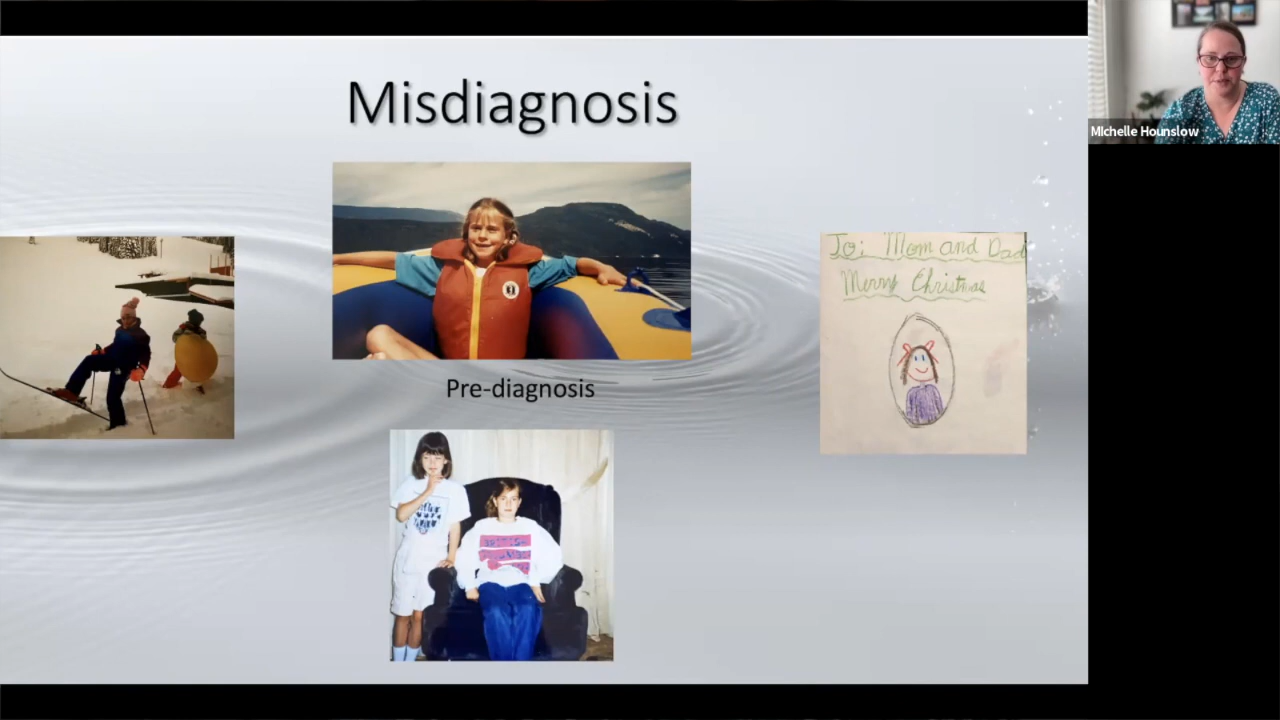 Misdiagnosis
Michelle Hounslow
To: Mom and Dad
Merry Christmas
Pre-diagnosis